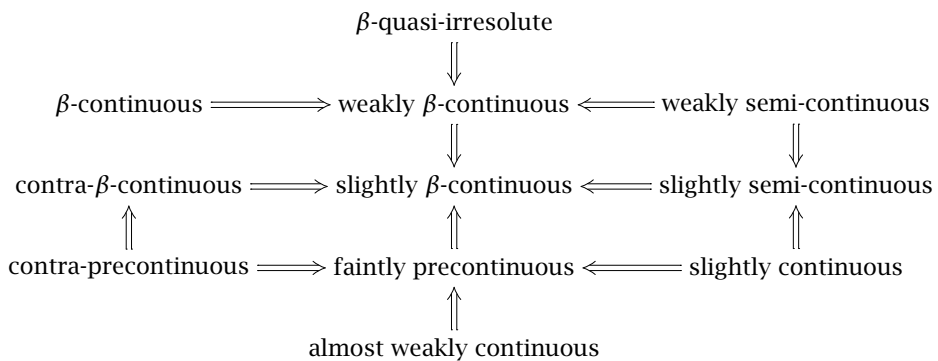 β-quasi-irresolute
β-continuous weakly β-continuous weakly semi-continuous
contra-β-continuous slightly β-continuous slightly semi-continuous
contra-precontinuous faintly precontinuous slightly continuous
almost weakly continuous